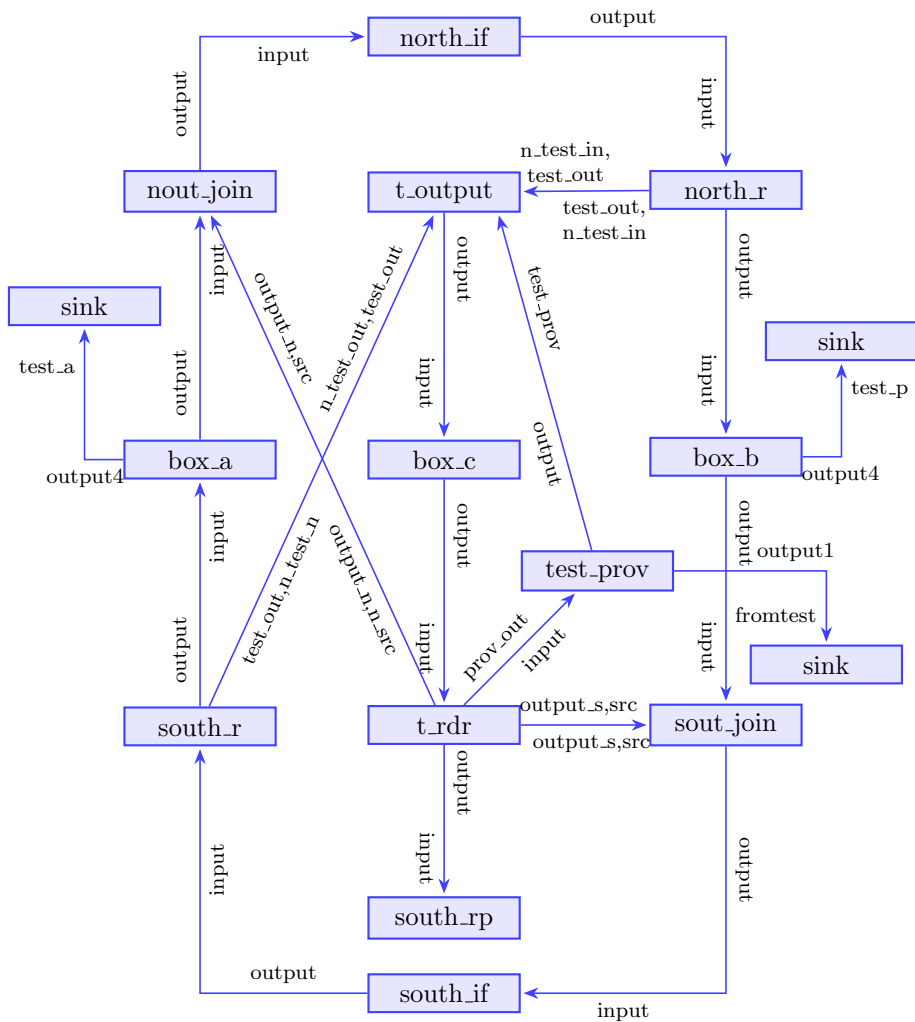 output
north_if
input
output
input
n_test_in,
test_out
nout_join
t_output
north_r
test_out,
n_test_in
input
output
output
n_test_out,test_out
test_prov
output_n,src
sink
sink
test_a
output
input
input
test_p
box_a
box_c
box_b
output4
output4
output
input
output
output
output1
test_prov
test_out,n_test_n
output_n,n_src
fromtest
prov_out
input
output
input
input
sink
south_r
t_rdr
output_s,src
sout_join
output_s,src
output
input
input
output
south_rp
output
south_if
input